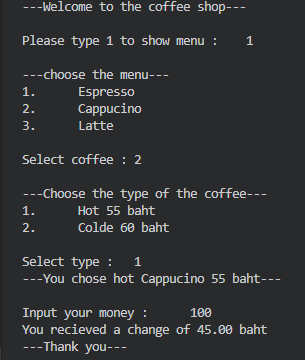 ---Welcome to the coffee shop---
Please type 1 to show menu : 1
---choose the menu---
1. Espresso
2. Cappucino
3. Latte
Select coffee : 2
---Choose the type of the coffee---
1. Hot 55 baht
2. Colde 60 baht
Select type : 1
---You chose hot Cappucino 55 baht---
Input your money : 100
You recieved a change of 45.00 baht
---Thank you---